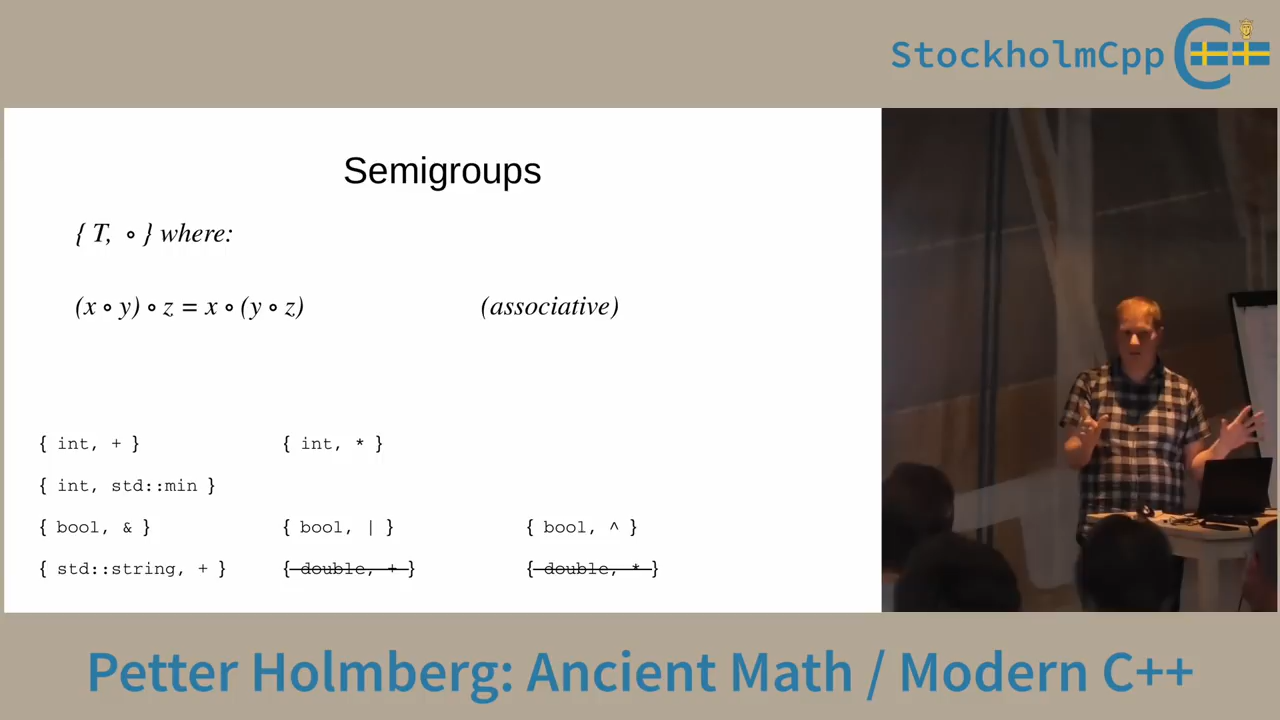 StockholmCpp
Semigroups
{ T, ∘ } where:
(x ∘ y) ∘ z = x ∘ (y ∘ z) (associative)
{ int, + } { int, * }
{ int, std::min }
{ bool, & } { bool, | } { bool, ^ }
{ std::string, + } { double, + } { double, * }
Petter Holmberg: Ancient Math / Modern C++